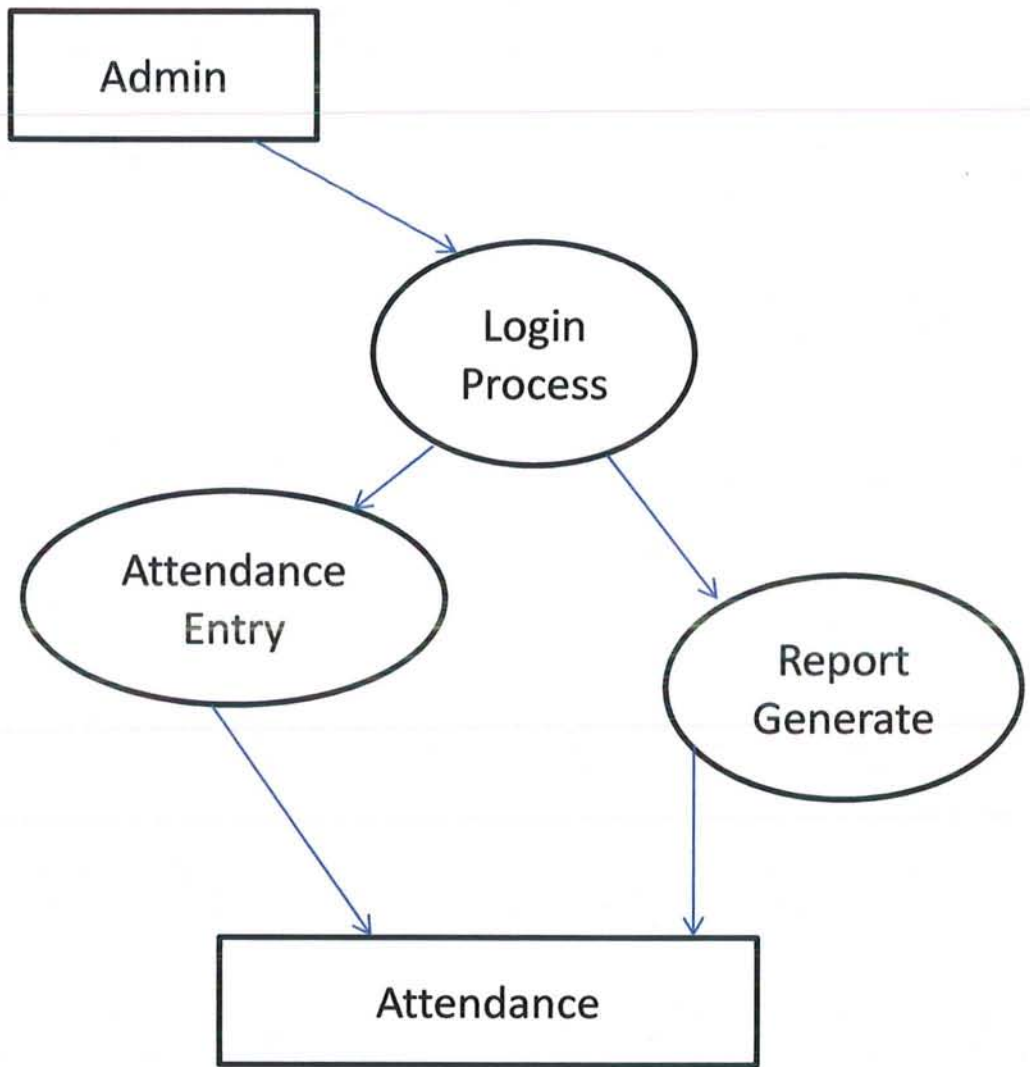 Admin
Login
Process
Attendance
Entry
Report
Generate
Attendance